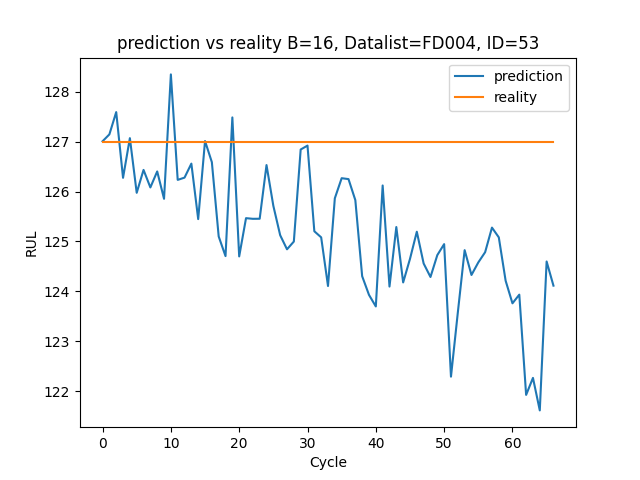 prediction vs reality B=16, Datalist=FD004, ID=53
prediction
reality
128
127
126
125
124
123
122
RUL
0 10 20 30 40 50 60
Cycle